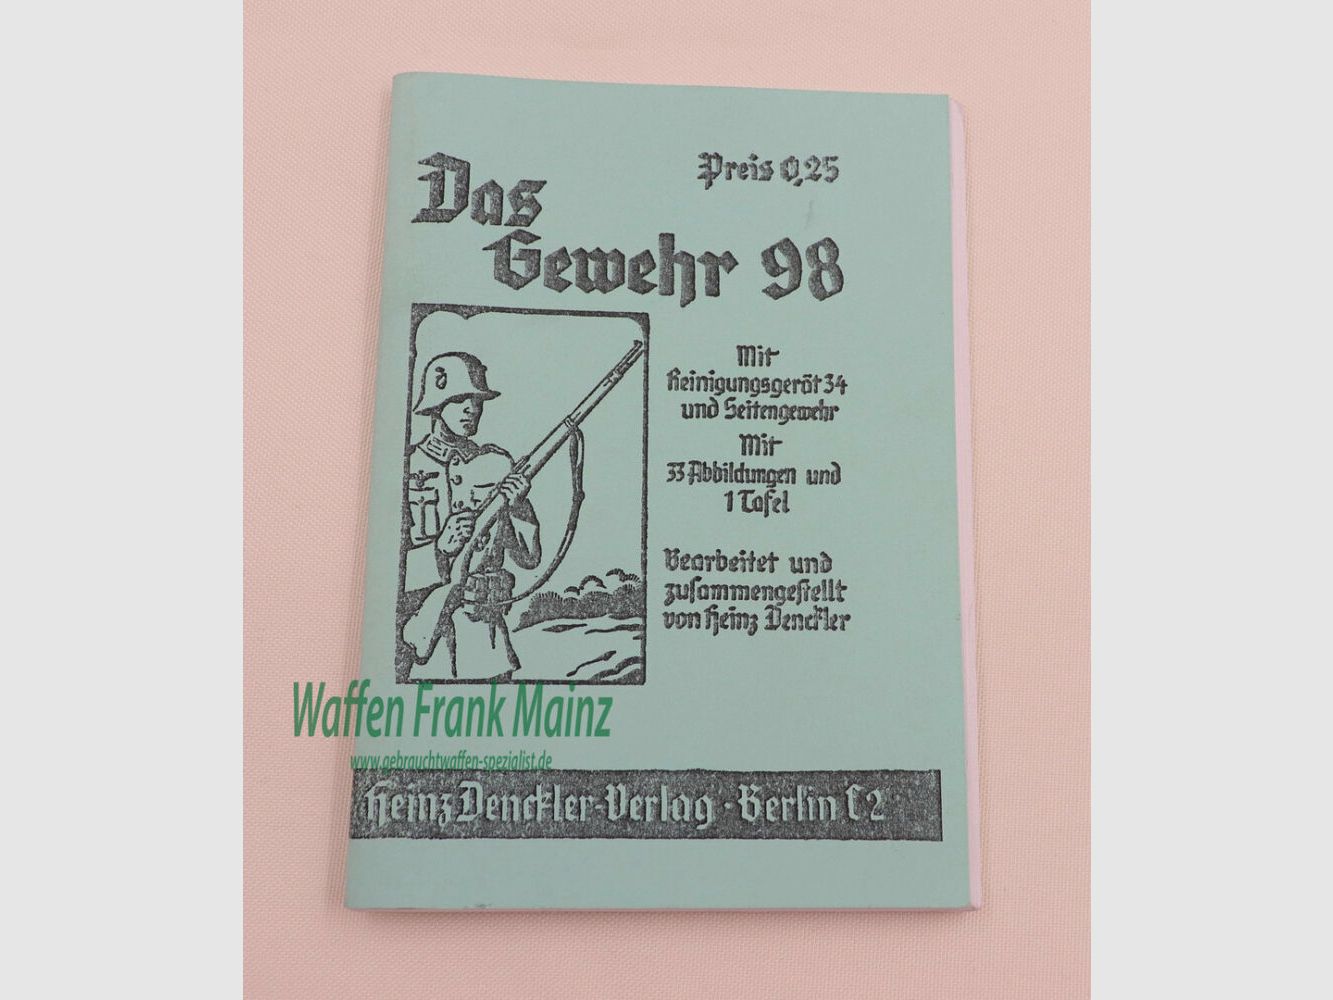 Das
Gewehr 98
Preis 0,25
Mit
Reinigungsgerät 34
und Seitengewehr
Mit
33 Abbildungen und
1 Tafel
Bearbeitet und
zusammengestellt
von Heinz Denckler
Waffen Frank Mainz
www.gebrauchtwaffen-spezialist.de
Heinz Denckler-Verlag · Berlin C 2